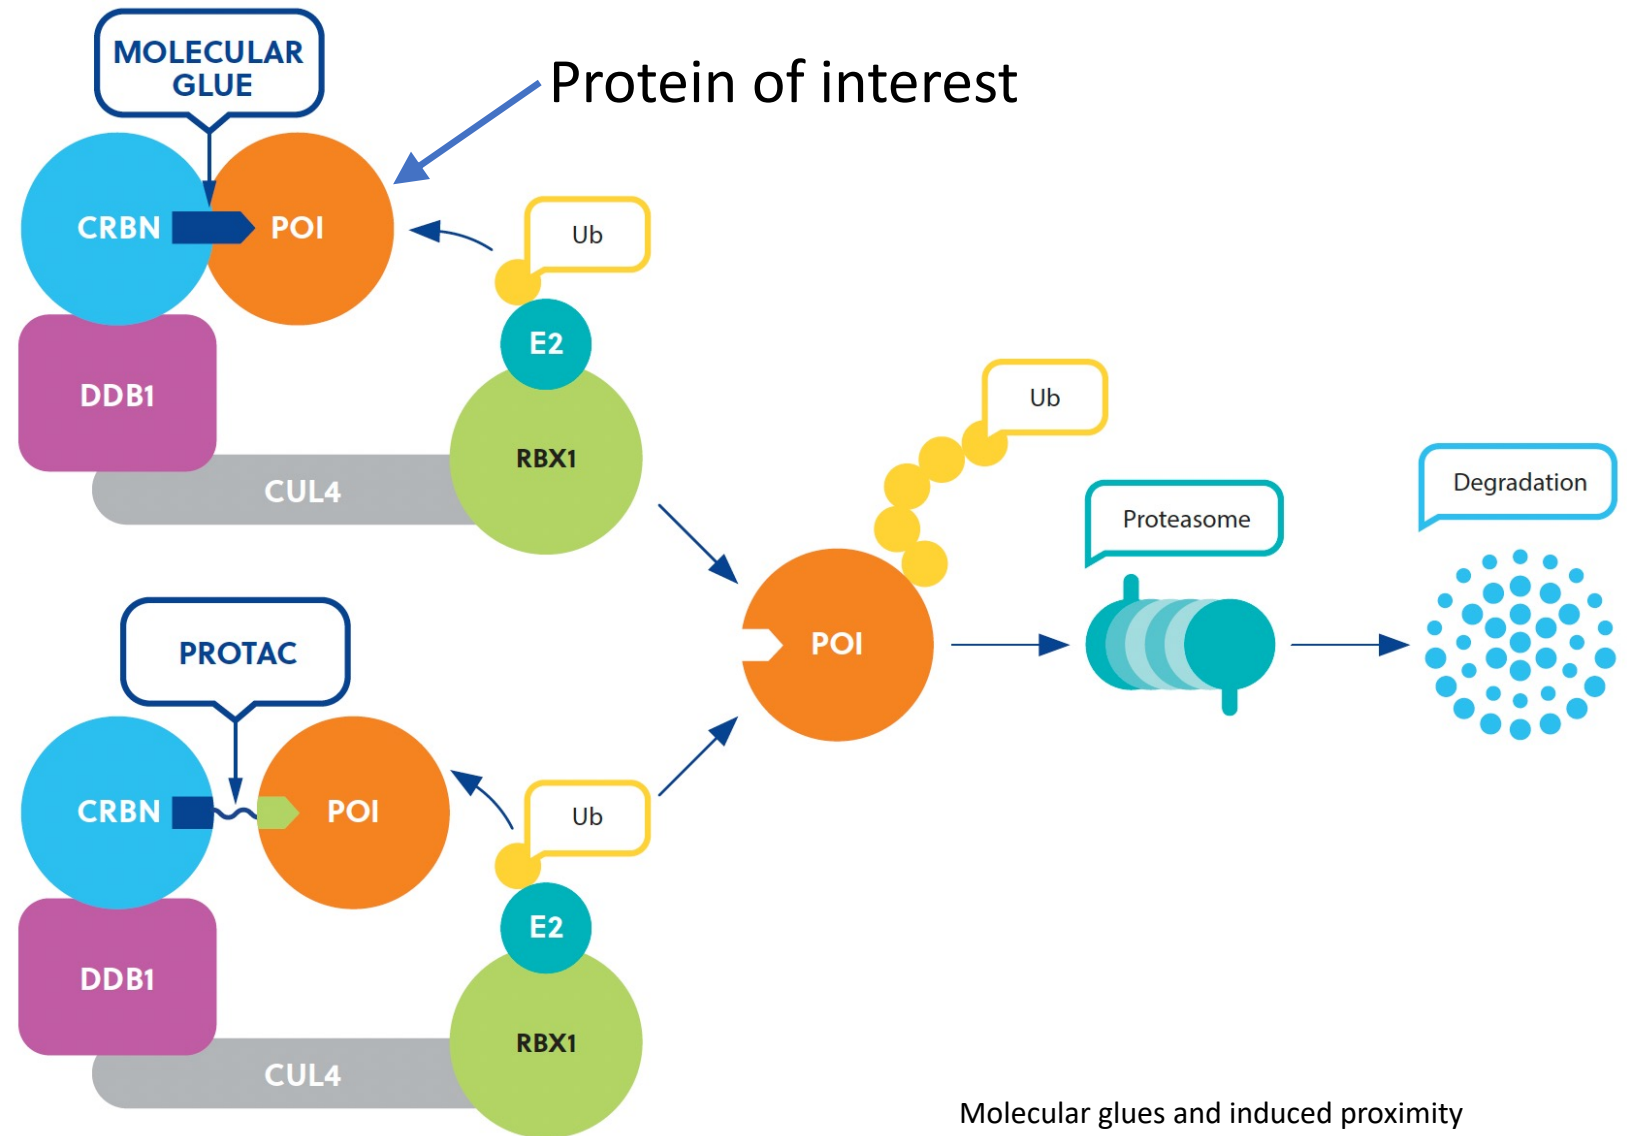 MOLECULAR
GLUE
Protein of interest
CRBN
POI
Ub
E2
DDB1
RBX1
CUL4
Ub
Proteasome
Degradation
POI
PROTAC
CRBN
POI
Ub
E2
DDB1
RBX1
CUL4
Molecular glues and induced proximity